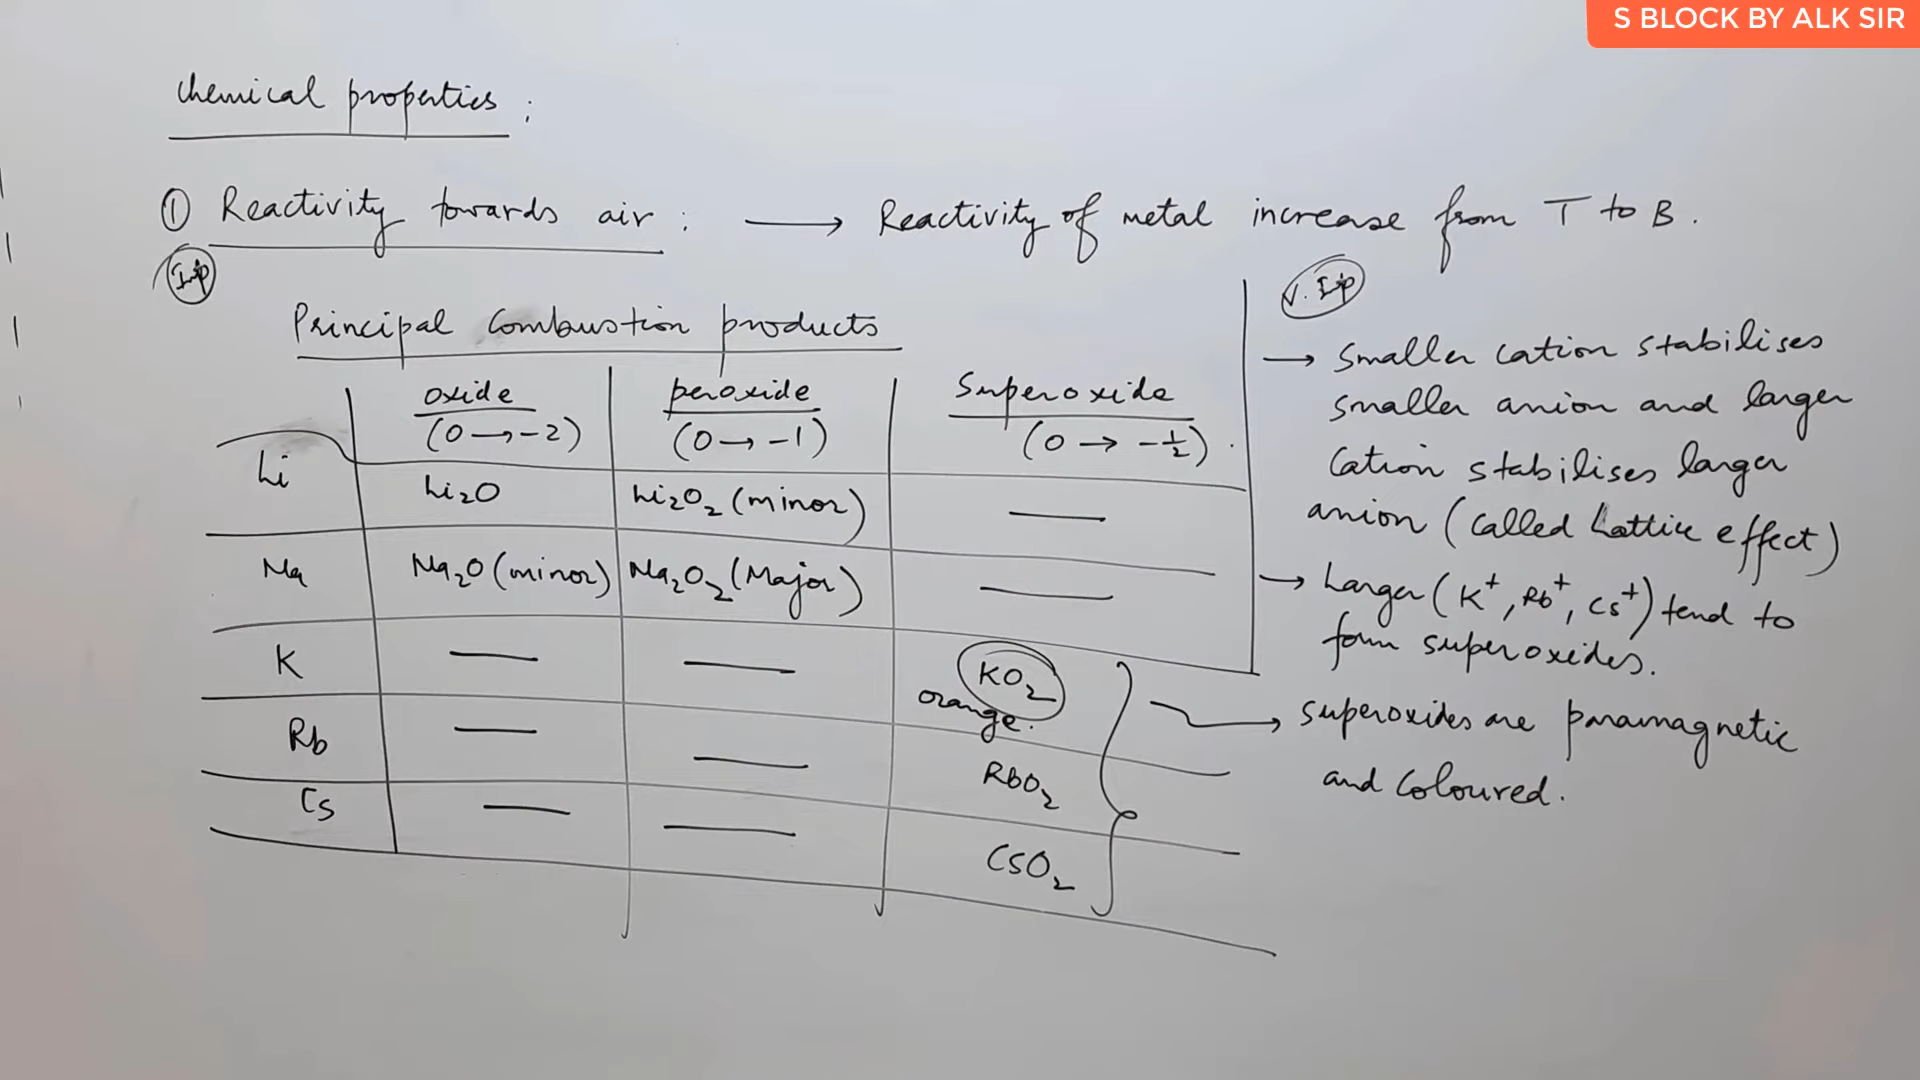 S BLOCK BY ALK SIR
Chemical properties :
① Reactivity towards air : → Reactivity of metal increase from T to B.
Imp
V. Imp
Principal Combustion products
oxide peroxide Superoxide
(0 → -2) (0 → -1) (0 → -½)
Li Li₂O Li₂O₂ (minor) —
Na Na₂O (minor) Na₂O₂ (Major) —
K — — KO₂
orange.
Rb — — RbO₂
Cs — — CsO₂
→ Smaller cation stabilises
smaller anion and larger
Cation stabilises larger
anion (called Lattice effect)
→ Larger (K⁺, Rb⁺, Cs⁺) tend to
form superoxides.
→ superoxides are paramagnetic
and coloured.